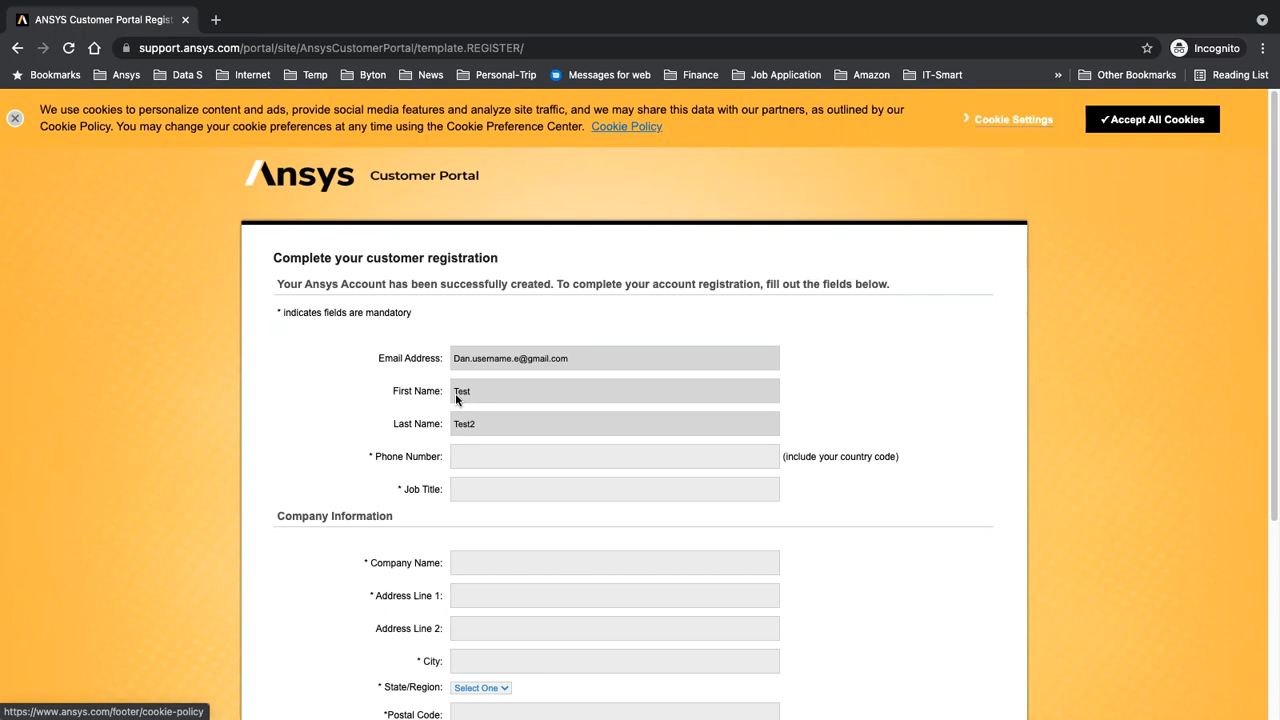 ANSYS Customer Portal Regist
support.ansys.com/portal/site/AnsysCustomerPortal/template.REGISTER/
Incognito
Bookmarks Ansys Data S Internet Temp Byton News Personal-Trip Messages for web Finance Job Application Amazon IT-Smart » Other Bookmarks Reading List
We use cookies to personalize content and ads, provide social media features and analyze site traffic, and we may share this data with our partners, as outlined by our
Cookie Policy. You may change your cookie preferences at any time using the Cookie Preference Center. Cookie Policy
Cookie Settings
✔Accept All Cookies
Ansys Customer Portal
Complete your customer registration
Your Ansys Account has been successfully created. To complete your account registration, fill out the fields below.
* indicates fields are mandatory
Email Address: Dan.username.e@gmail.com
First Name: Test
Last Name: Test2
* Phone Number: (include your country code)
* Job Title:
Company Information
* Company Name:
* Address Line 1:
Address Line 2:
* City:
* State/Region: Select One
*Postal Code:
https://www.ansys.com/footer/cookie-policy